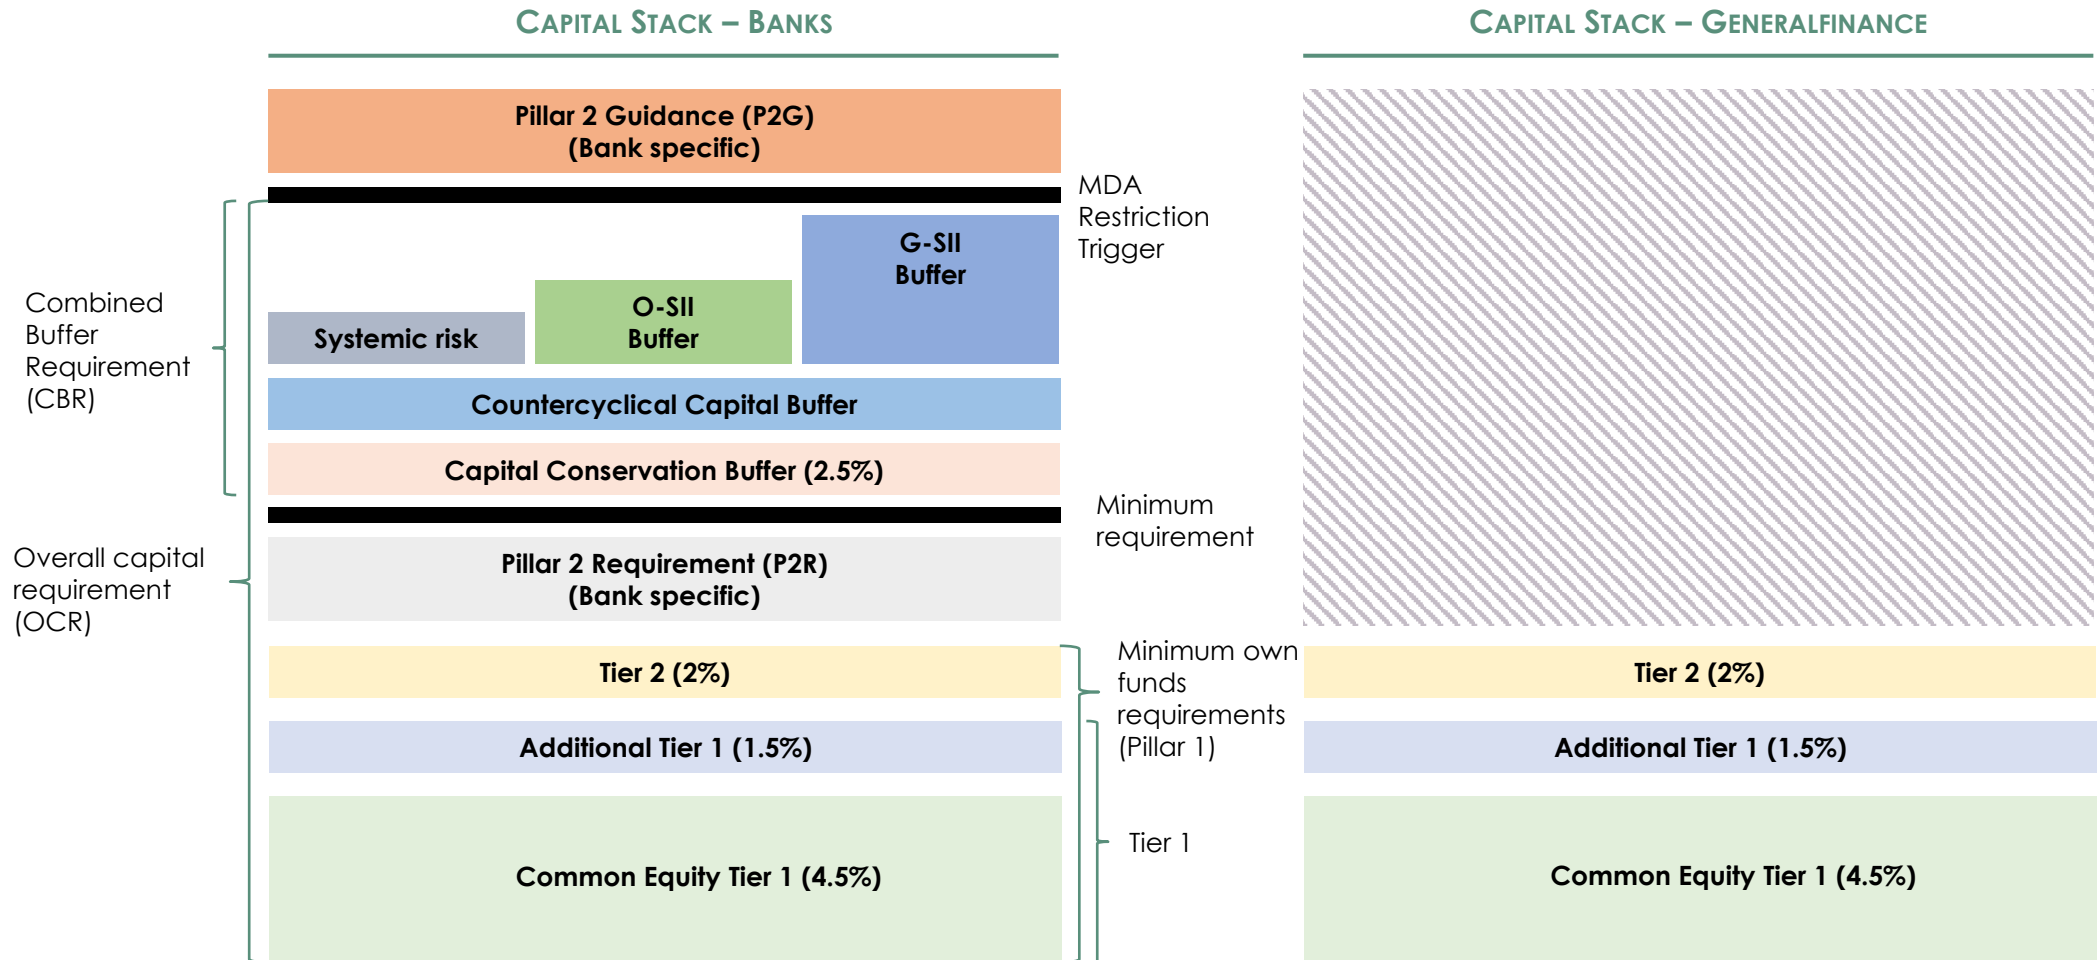 CAPITAL STACK – BANKS
CAPITAL STACK – GENERALFINANCE
Pillar 2 Guidance (P2G)
(Bank specific)
MDA
Restriction
Trigger
G-SII
Buffer
O-SII
Buffer
Systemic risk
Combined
Buffer
Requirement
(CBR)
Countercyclical Capital Buffer
Capital Conservation Buffer (2.5%)
Minimum
requirement
Overall capital
requirement
(OCR)
Pillar 2 Requirement (P2R)
(Bank specific)
Minimum own
funds
requirements
(Pillar 1)
Tier 2 (2%)
Tier 2 (2%)
Additional Tier 1 (1.5%)
Additional Tier 1 (1.5%)
Tier 1
Common Equity Tier 1 (4.5%)
Common Equity Tier 1 (4.5%)